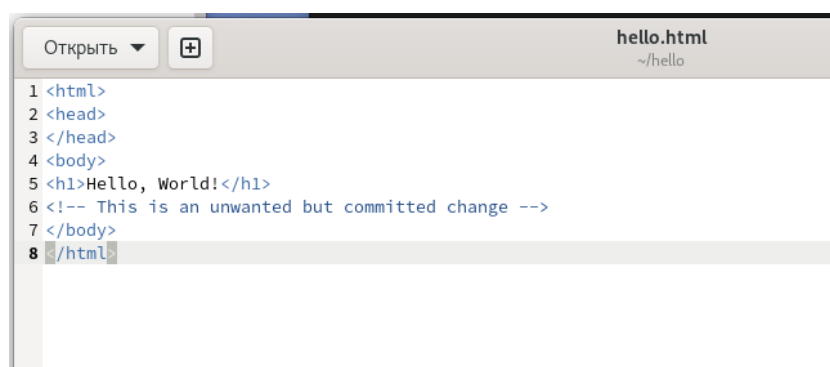 Открыть
hello.html
~/hello
1 <html>
2 <head>
3 </head>
4 <body>
5 <h1>Hello, World!</h1>
6 <!-- This is an unwanted but committed change -->
7 </body>
8 </html>